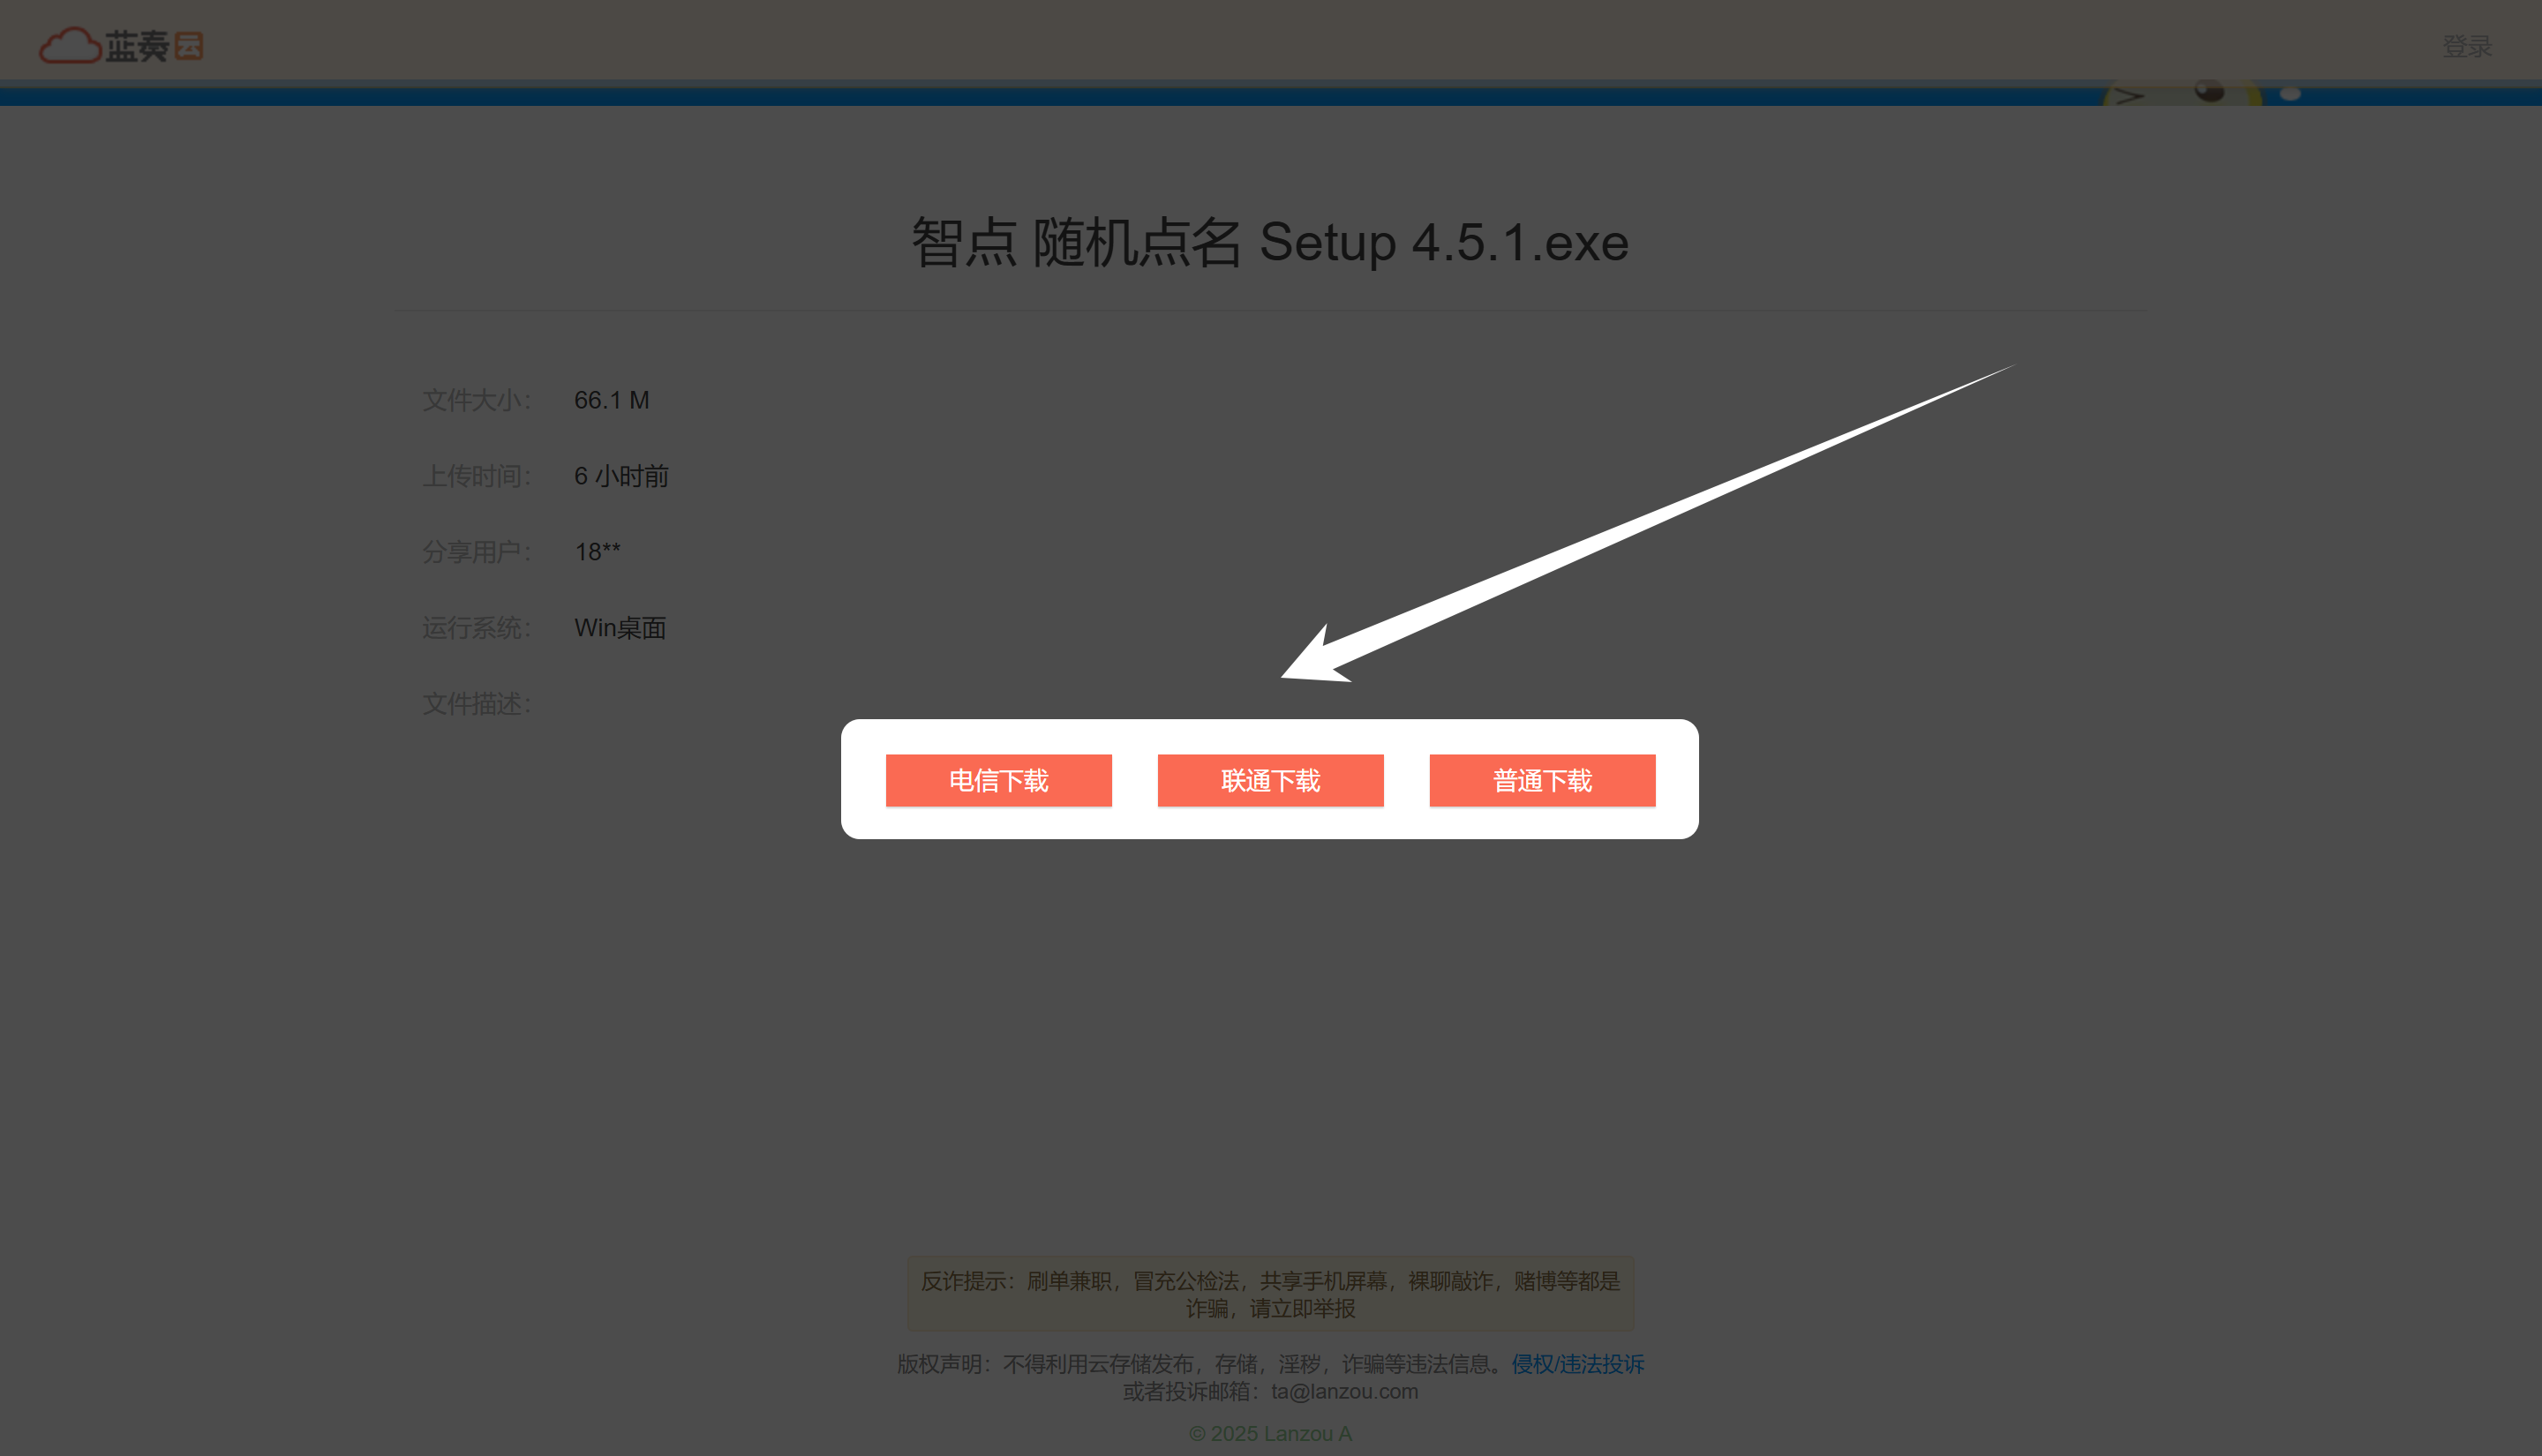 蓝奏云
登录
智点 随机点名 Setup 4.5.1.exe
文件大小： 66.1 M
上传时间： 6 小时前
分享用户： 18**
运行系统： Win桌面
文件描述：
电信下载 联通下载 普通下载
反诈提示：刷单兼职，冒充公检法，共享手机屏幕，裸聊敲诈，赌博等都是
诈骗，请立即举报
版权声明：不得利用云存储发布，存储，淫秽，诈骗等违法信息。侵权/违法投诉
或者投诉邮箱：ta@lanzou.com
© 2025 Lanzou A